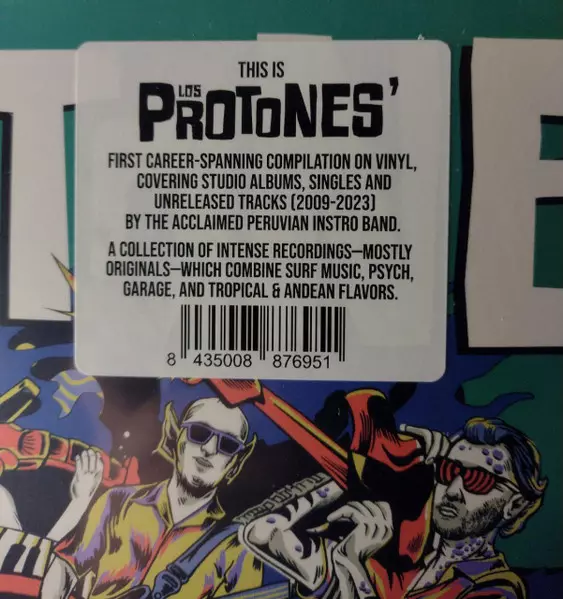 THIS IS
LOS
PROTONES'
FIRST CAREER-SPANNING COMPILATION ON VINYL,
COVERING STUDIO ALBUMS, SINGLES AND
UNRELEASED TRACKS (2009-2023)
BY THE ACCLAIMED PERUVIAN INSTRO BAND.
A COLLECTION OF INTENSE RECORDINGS—MOSTLY
ORIGINALS—WHICH COMBINE SURF MUSIC, PSYCH,
GARAGE, AND TROPICAL & ANDEAN FLAVORS.
8 435008 876951